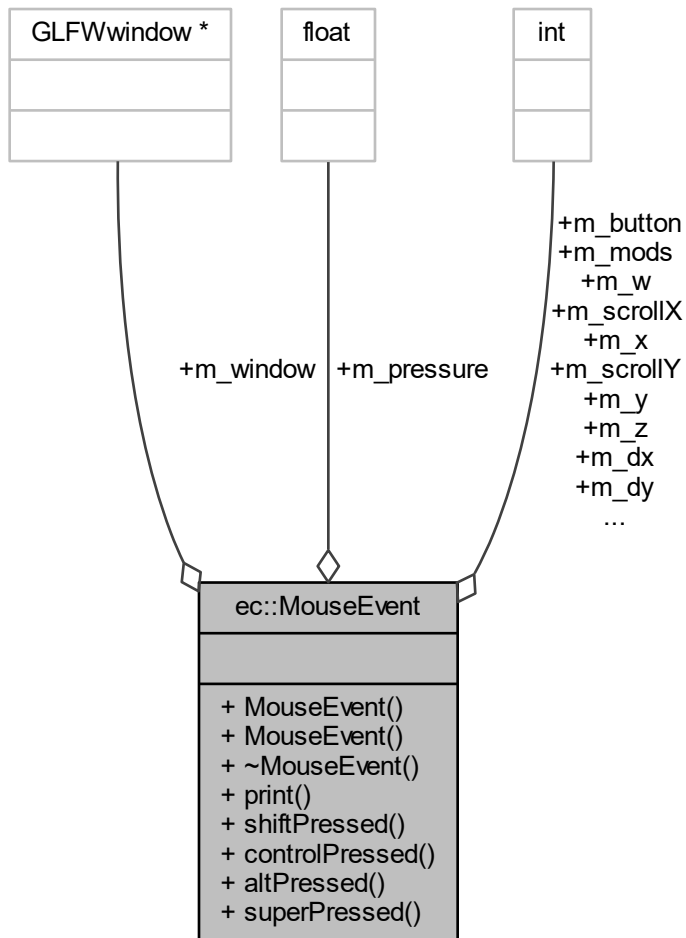 GLFWwindow *
float
int
+m_button
+m_mods
+m_w
+m_scrollX
+m_x
+m_scrollY
+m_y
+m_z
+m_dx
+m_dy
...
+m_window
+m_pressure
ec::MouseEvent
+ MouseEvent()
+ MouseEvent()
+ ~MouseEvent()
+ print()
+ shiftPressed()
+ controlPressed()
+ altPressed()
+ superPressed()